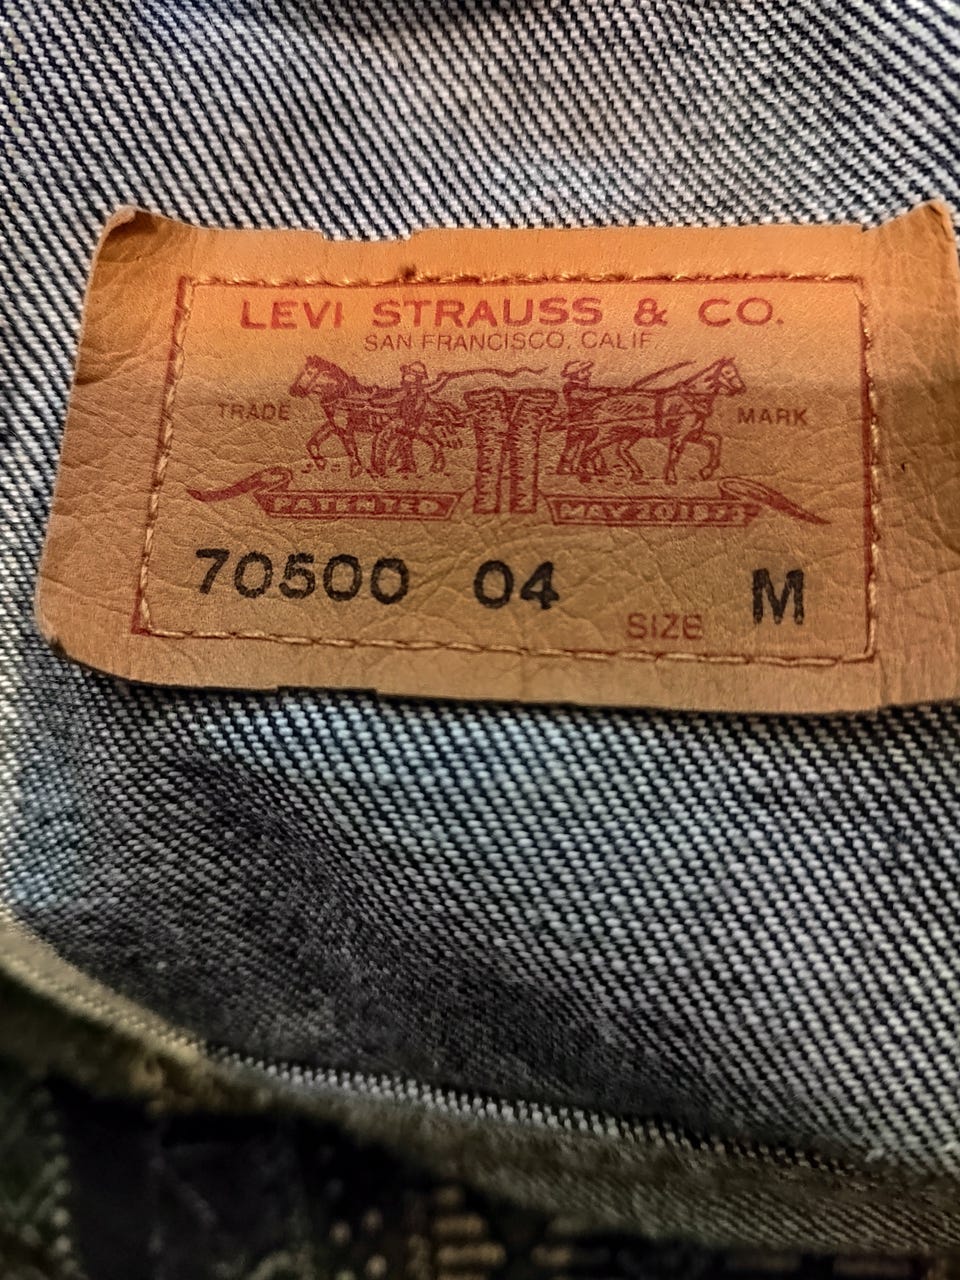 LEVI STRAUSS & CO.
SAN FRANCISCO, CALIF.
TRADE MARK
PATENTED MAY 20 1873
70500 04 SIZE M